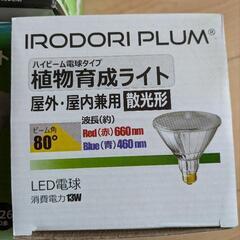 IRODORI PLUM®
ハイビーム電球タイプ
植物育成ライト
屋外・屋内兼用 散光形
ビーム角
80°
波長(約)
Red(赤)660nm
Blue(青)460nm
LED電球
消費電力13W
26